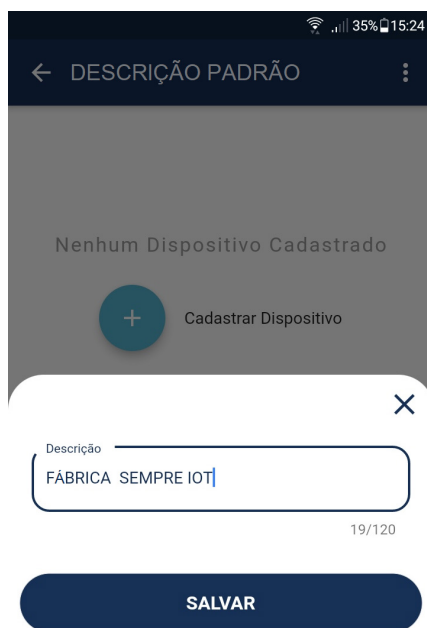 35% 15:24
DESCRIÇÃO PADRÃO
Nenhum Dispositivo Cadastrado
Cadastrar Dispositivo
Descrição
FÁBRICA  SEMPRE IOT
19/120
SALVAR